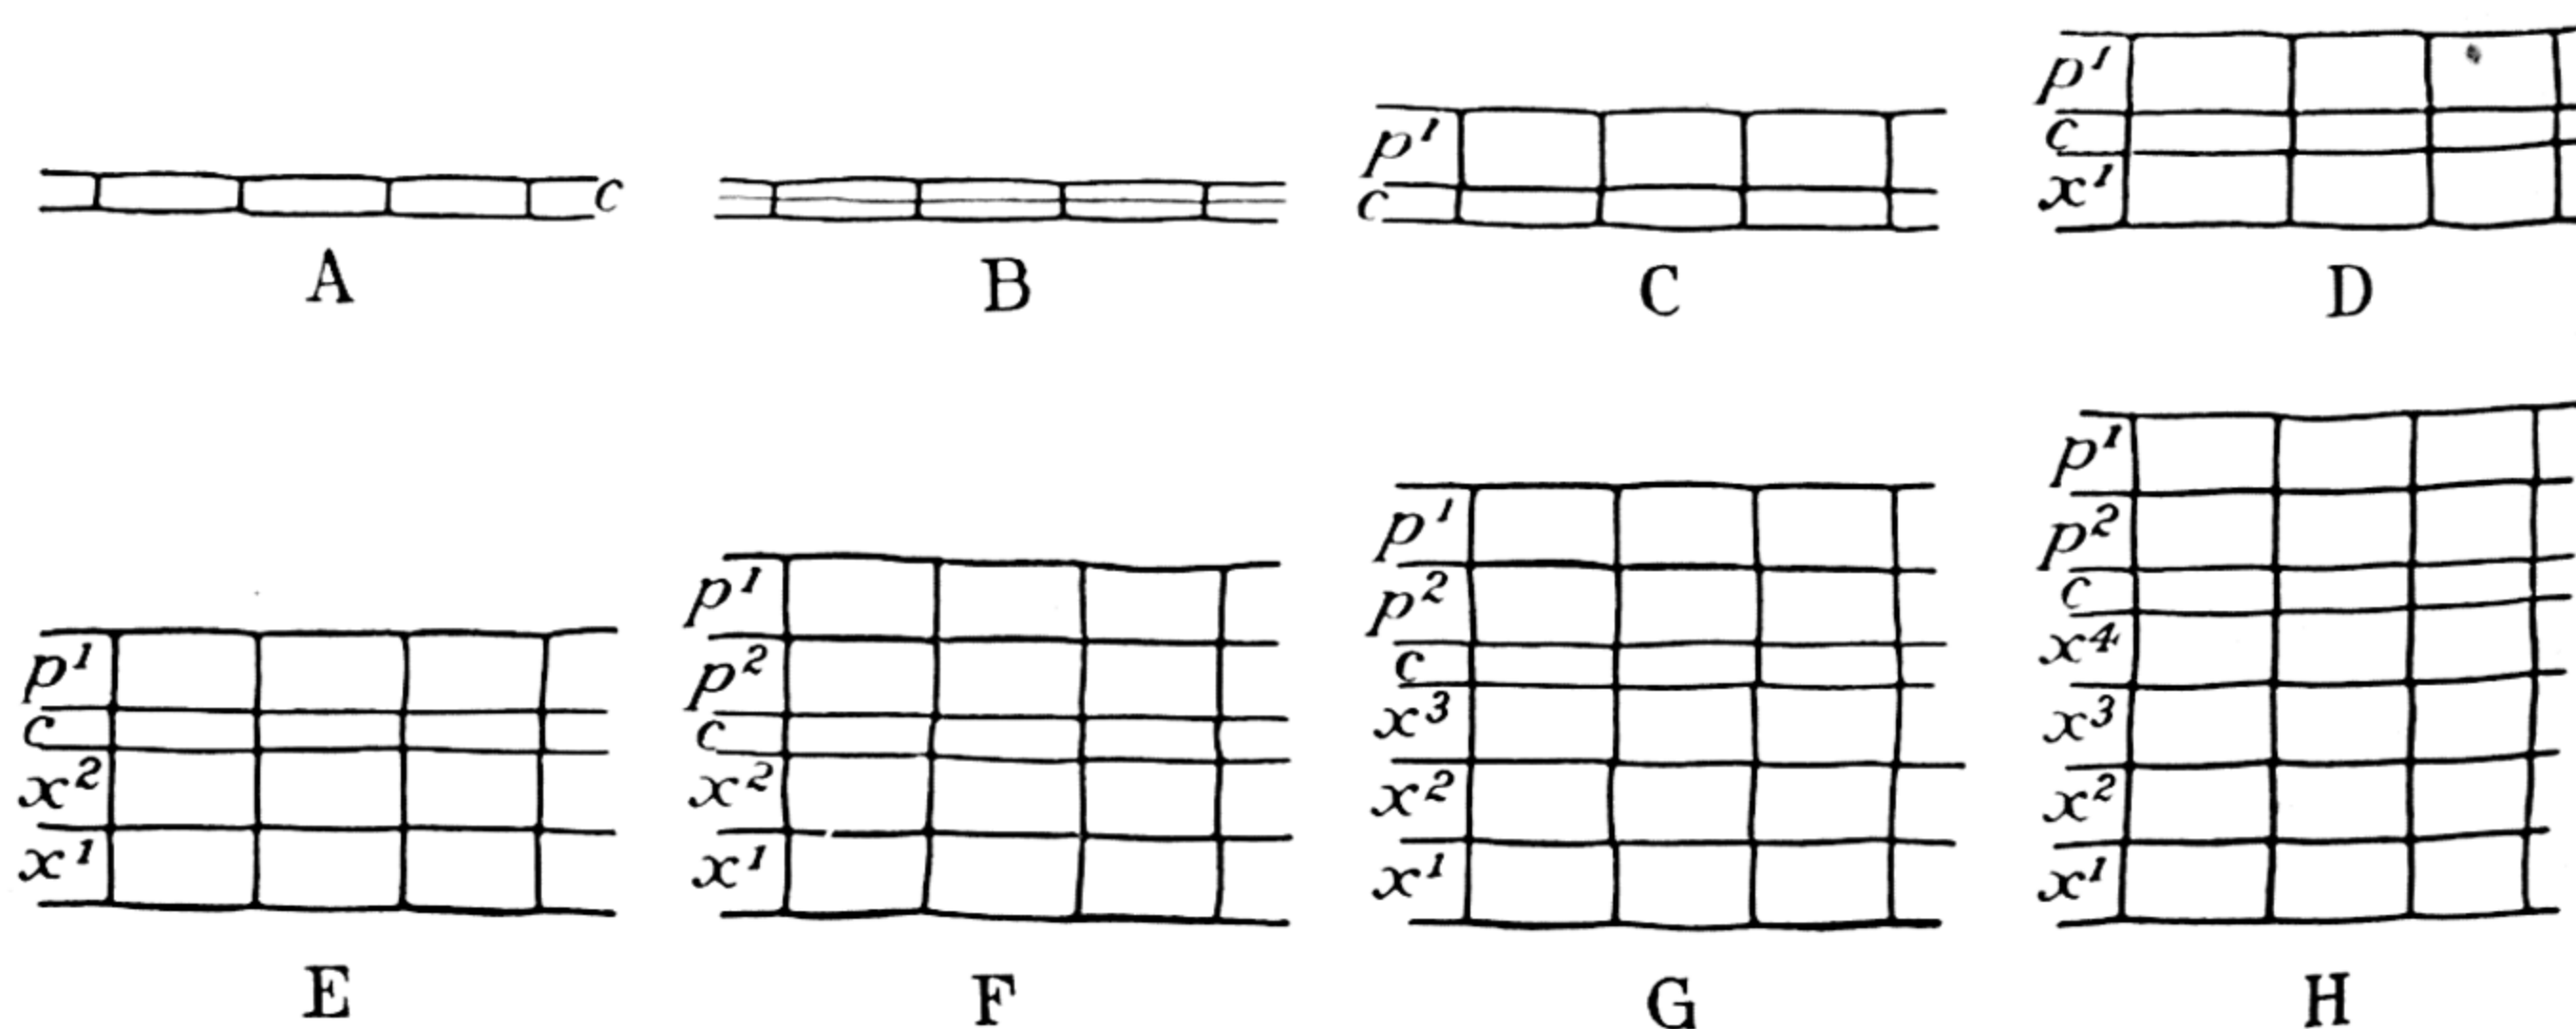 c
A
B
p¹
c
C
p¹
c
x¹
D
p¹
c
x²
x¹
E
p¹
p²
c
x²
x¹
F
p¹
p²
c
x³
x²
x¹
G
p¹
p²
c
x⁴
x³
x²
x¹
H